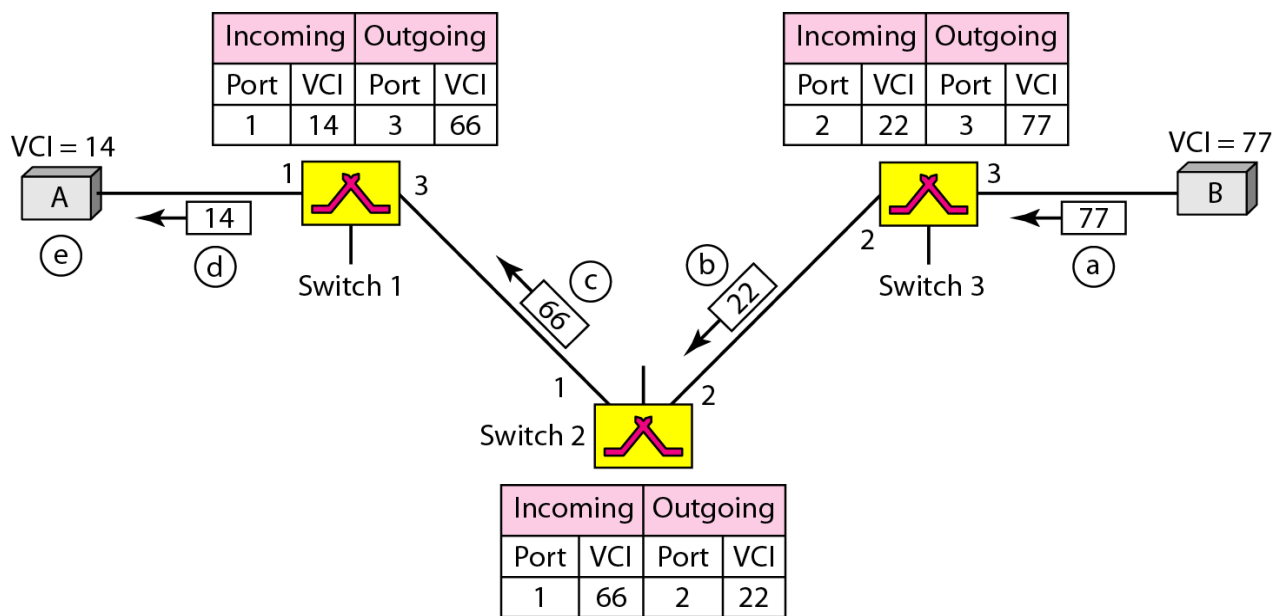 Incoming Outgoing
Port VCI Port VCI
1 14 3 66
Incoming Outgoing
Port VCI Port VCI
2 22 3 77
VCI = 14
VCI = 77
A
1
3
3
B
14
2
77
e
d
c
b
a
Switch 1
22
Switch 3
66
1
2
Switch 2
Incoming Outgoing
Port VCI Port VCI
1 66 2 22